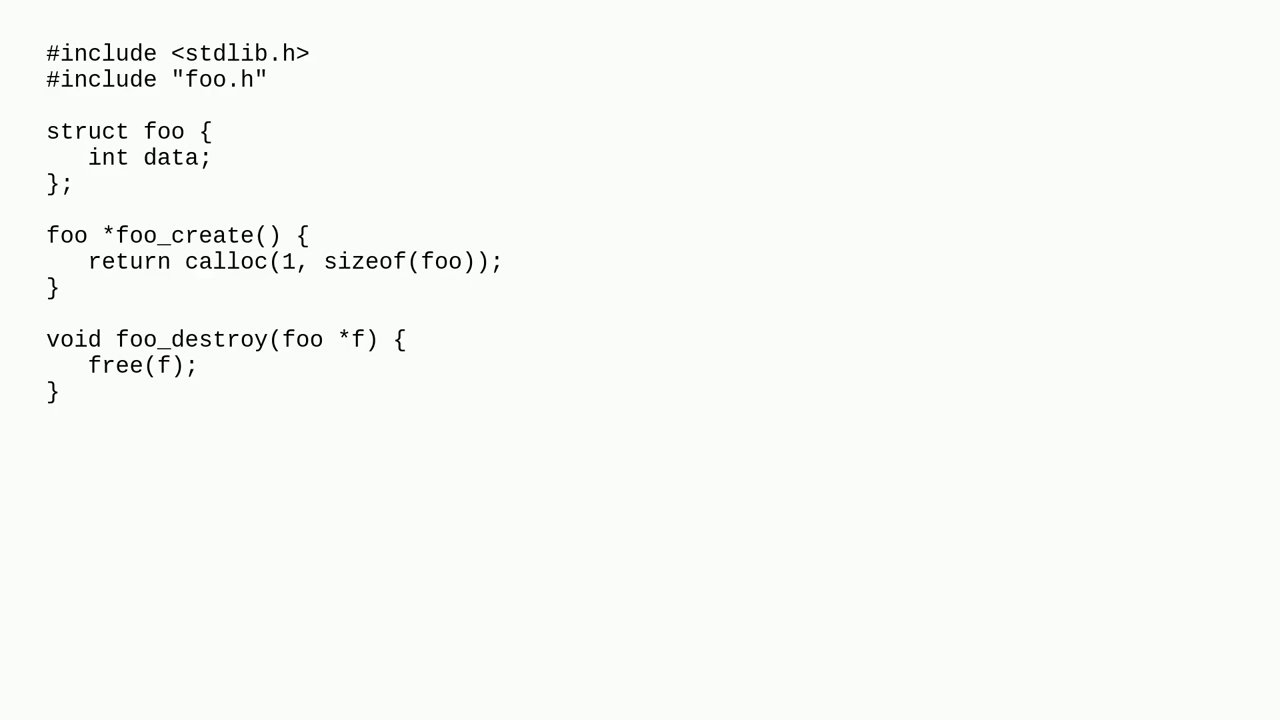 #include <stdlib.h>
#include "foo.h"
struct foo {
   int data;
};
foo *foo_create() {
   return calloc(1, sizeof(foo));
}
void foo_destroy(foo *f) {
   free(f);
}